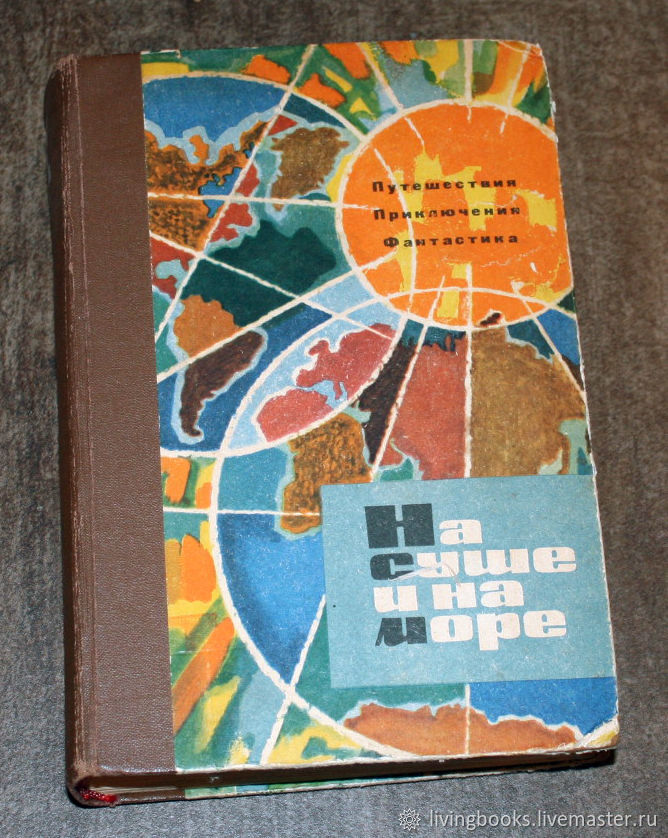 Путешествия
Приключения
Фантастика
На
суше
и на
море
livingbooks.livemaster.ru